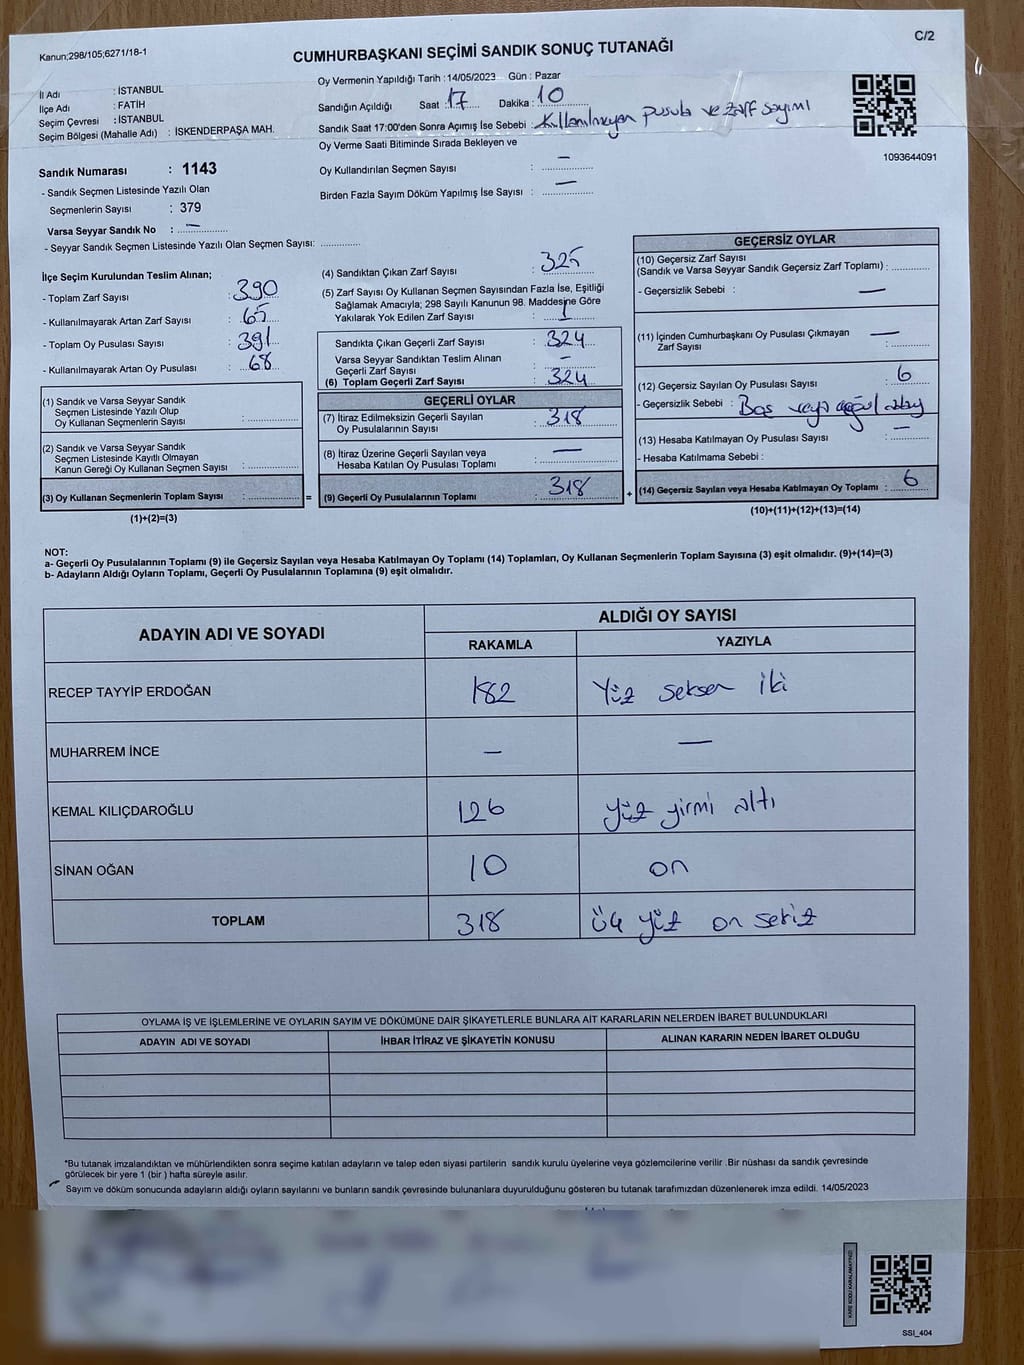 Kanun;298/105;6271/18-1
CUMHURBAŞKANI SEÇİMİ SANDIK SONUÇ TUTANAĞI
C/2
İl Adı : İSTANBUL
İlçe Adı : FATİH
Seçim Çevresi : İSTANBUL
Seçim Bölgesi (Mahalle Adı) : İSKENDERPAŞA MAH.
Oy Vermenin Yapıldığı Tarih : 14/05/2023 Gün : Pazar
Sandığın Açıldığı Saat : 17 Dakika : 10
Sandık Saat 17:00'den Sonra Açımış İse Sebebi : Kullanılmayan pusula ve zarf sayımı
Oy Verme Saati Bitiminde Sırada Bekleyen ve
Oy Kullandırılan Seçmen Sayısı : —
Birden Fazla Sayım Döküm Yapılmış İse Sayısı : —
1093644091
Sandık Numarası : 1143
- Sandık Seçmen Listesinde Yazılı Olan
Seçmenlerin Sayısı : 379
Varsa Seyyar Sandık No : —
- Seyyar Sandık Seçmen Listesinde Yazılı Olan Seçmen Sayısı:
İlçe Seçim Kurulundan Teslim Alınan;
- Toplam Zarf Sayısı : 390
- Kullanılmayarak Artan Zarf Sayısı : 65
- Toplam Oy Pusulası Sayısı : 391
- Kullanılmayarak Artan Oy Pusulası : 68
(1) Sandık ve Varsa Seyyar Sandık
Seçmen Listesinde Yazılı Olup
Oy Kullanan Seçmenlerin Sayısı :
(2) Sandık ve Varsa Seyyar Sandık
Seçmen Listesinde Kayıtlı Olmayan
Kanun Gereği Oy Kullanan Seçmen Sayısı :
(3) Oy Kullanan Seçmenlerin Toplam Sayısı : =
(1)+(2)=(3)
(4) Sandıktan Çıkan Zarf Sayısı : 325
(5) Zarf Sayısı Oy Kullanan Seçmen Sayısından Fazla İse, Eşitliği
Sağlamak Amacıyla; 298 Sayılı Kanunun 98. Maddesine Göre
Yakılarak Yok Edilen Zarf Sayısı : 1
Sandıkta Çıkan Geçerli Zarf Sayısı : 324
Varsa Seyyar Sandıktan Teslim Alınan
Geçerli Zarf Sayısı : —
(6) Toplam Geçerli Zarf Sayısı : 324
GEÇERLİ OYLAR
(7) İtiraz Edilmeksizin Geçerli Sayılan
Oy Pusulalarının Sayısı : 318
(8) İtiraz Üzerine Geçerli Sayılan veya
Hesaba Katılan Oy Pusulası Toplamı : —
(9) Geçerli Oy Pusulalarının Toplamı : 318 +
GEÇERSİZ OYLAR
(10) Geçersiz Zarf Sayısı
(Sandık ve Varsa Seyyar Sandık Geçersiz Zarf Toplamı) :
- Geçersizlik Sebebi : —
(11) İçinden Cumhurbaşkanı Oy Pusulası Çıkmayan —
Zarf Sayısı :
(12) Geçersiz Sayılan Oy Pusulası Sayısı : 6
- Geçersizlik Sebebi : Boş veya çoğul aday
(13) Hesaba Katılmayan Oy Pusulası Sayısı : —
- Hesaba Katılmama Sebebi :
(14) Geçersiz Sayılan veya Hesaba Katılmayan Oy Toplamı : 6
(10)+(11)+(12)+(13)=(14)
NOT:
a- Geçerli Oy Pusulalarının Toplamı (9) ile Geçersiz Sayılan veya Hesaba Katılmayan Oy Toplamı (14) Toplamları, Oy Kullanan Seçmenlerin Toplam Sayısına (3) eşit olmalıdır. (9)+(14)=(3)
b- Adayların Aldığı Oyların Toplamı, Geçerli Oy Pusulalarının Toplamına (9) eşit olmalıdır.
ADAYIN ADI VE SOYADI
ALDIĞI OY SAYISI
RAKAMLA YAZIYLA
RECEP TAYYİP ERDOĞAN 182 Yüz seksen iki
MUHARREM İNCE — —
KEMAL KILIÇDAROĞLU 126 yüz yirmi altı
SİNAN OĞAN 10 on
TOPLAM 318 üç yüz on sekiz
OYLAMA İŞ VE İŞLEMLERİNE VE OYLARIN SAYIM VE DÖKÜMÜNE DAİR ŞİKAYETLERLE BUNLARA AİT KARARLARIN NELERDEN İBARET BULUNDUKLARI
ADAYIN ADI VE SOYADI İHBAR İTİRAZ VE ŞİKAYETİN KONUSU ALINAN KARARIN NEDEN İBARET OLDUĞU
*Bu tutanak imzalandıktan ve mühürlendikten sonra seçime katılan adayların ve talep eden siyasi partilerin sandık kurulu üyelerine veya gözlemcilerine verilir .Bir nüshası da sandık çevresinde
görülecek bir yere 1 (bir ) hafta süreyle asılır.
Sayım ve döküm sonucunda adayların aldığı oyların sayılarını ve bunların sandık çevresinde bulunanlara duyurulduğunu gösteren bu tutanak tarafımızdan düzenlenerek imza edildi. 14/05/2023
KARE KODU KARALAMAYINIZ!
SSI_404